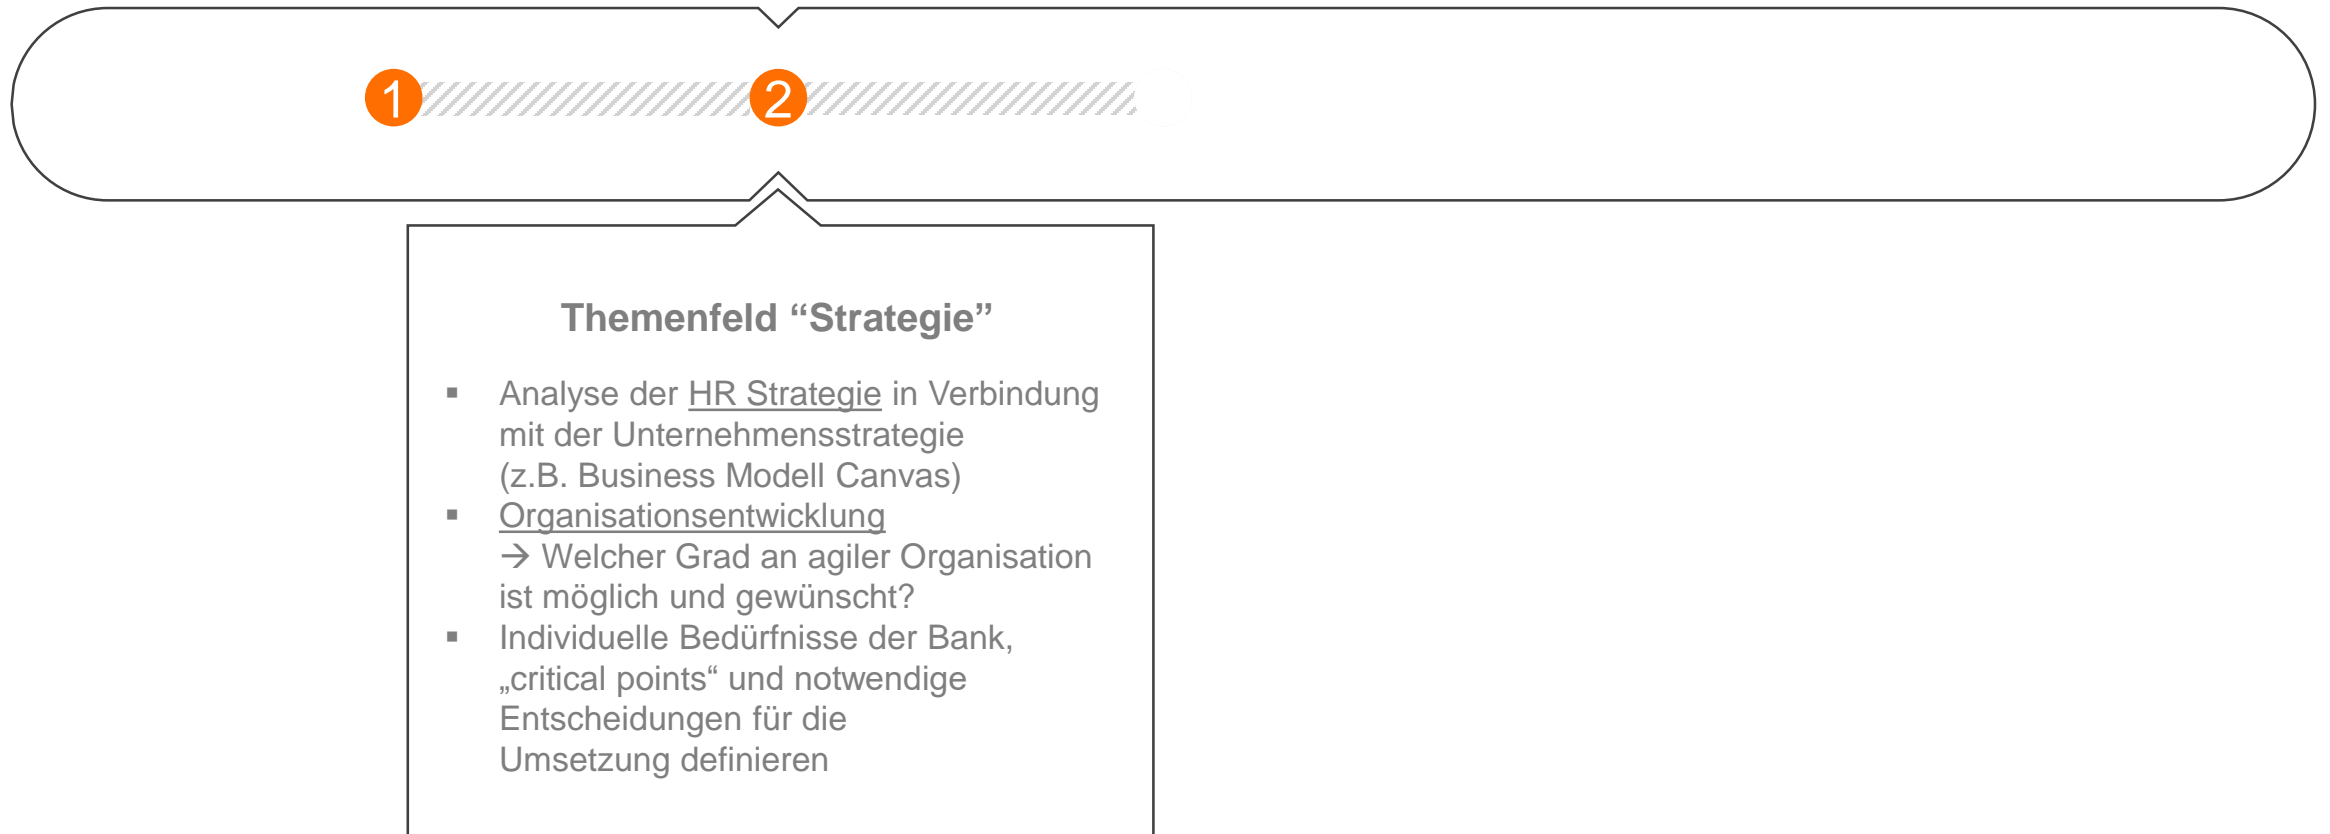 1 2
Themenfeld “Strategie”
▪ Analyse der HR Strategie in Verbindung
mit der Unternehmensstrategie
(z.B. Business Modell Canvas)
▪ Organisationsentwicklung
→ Welcher Grad an agiler Organisation
ist möglich und gewünscht?
▪ Individuelle Bedürfnisse der Bank,
„critical points“ und notwendige
Entscheidungen für die
Umsetzung definieren